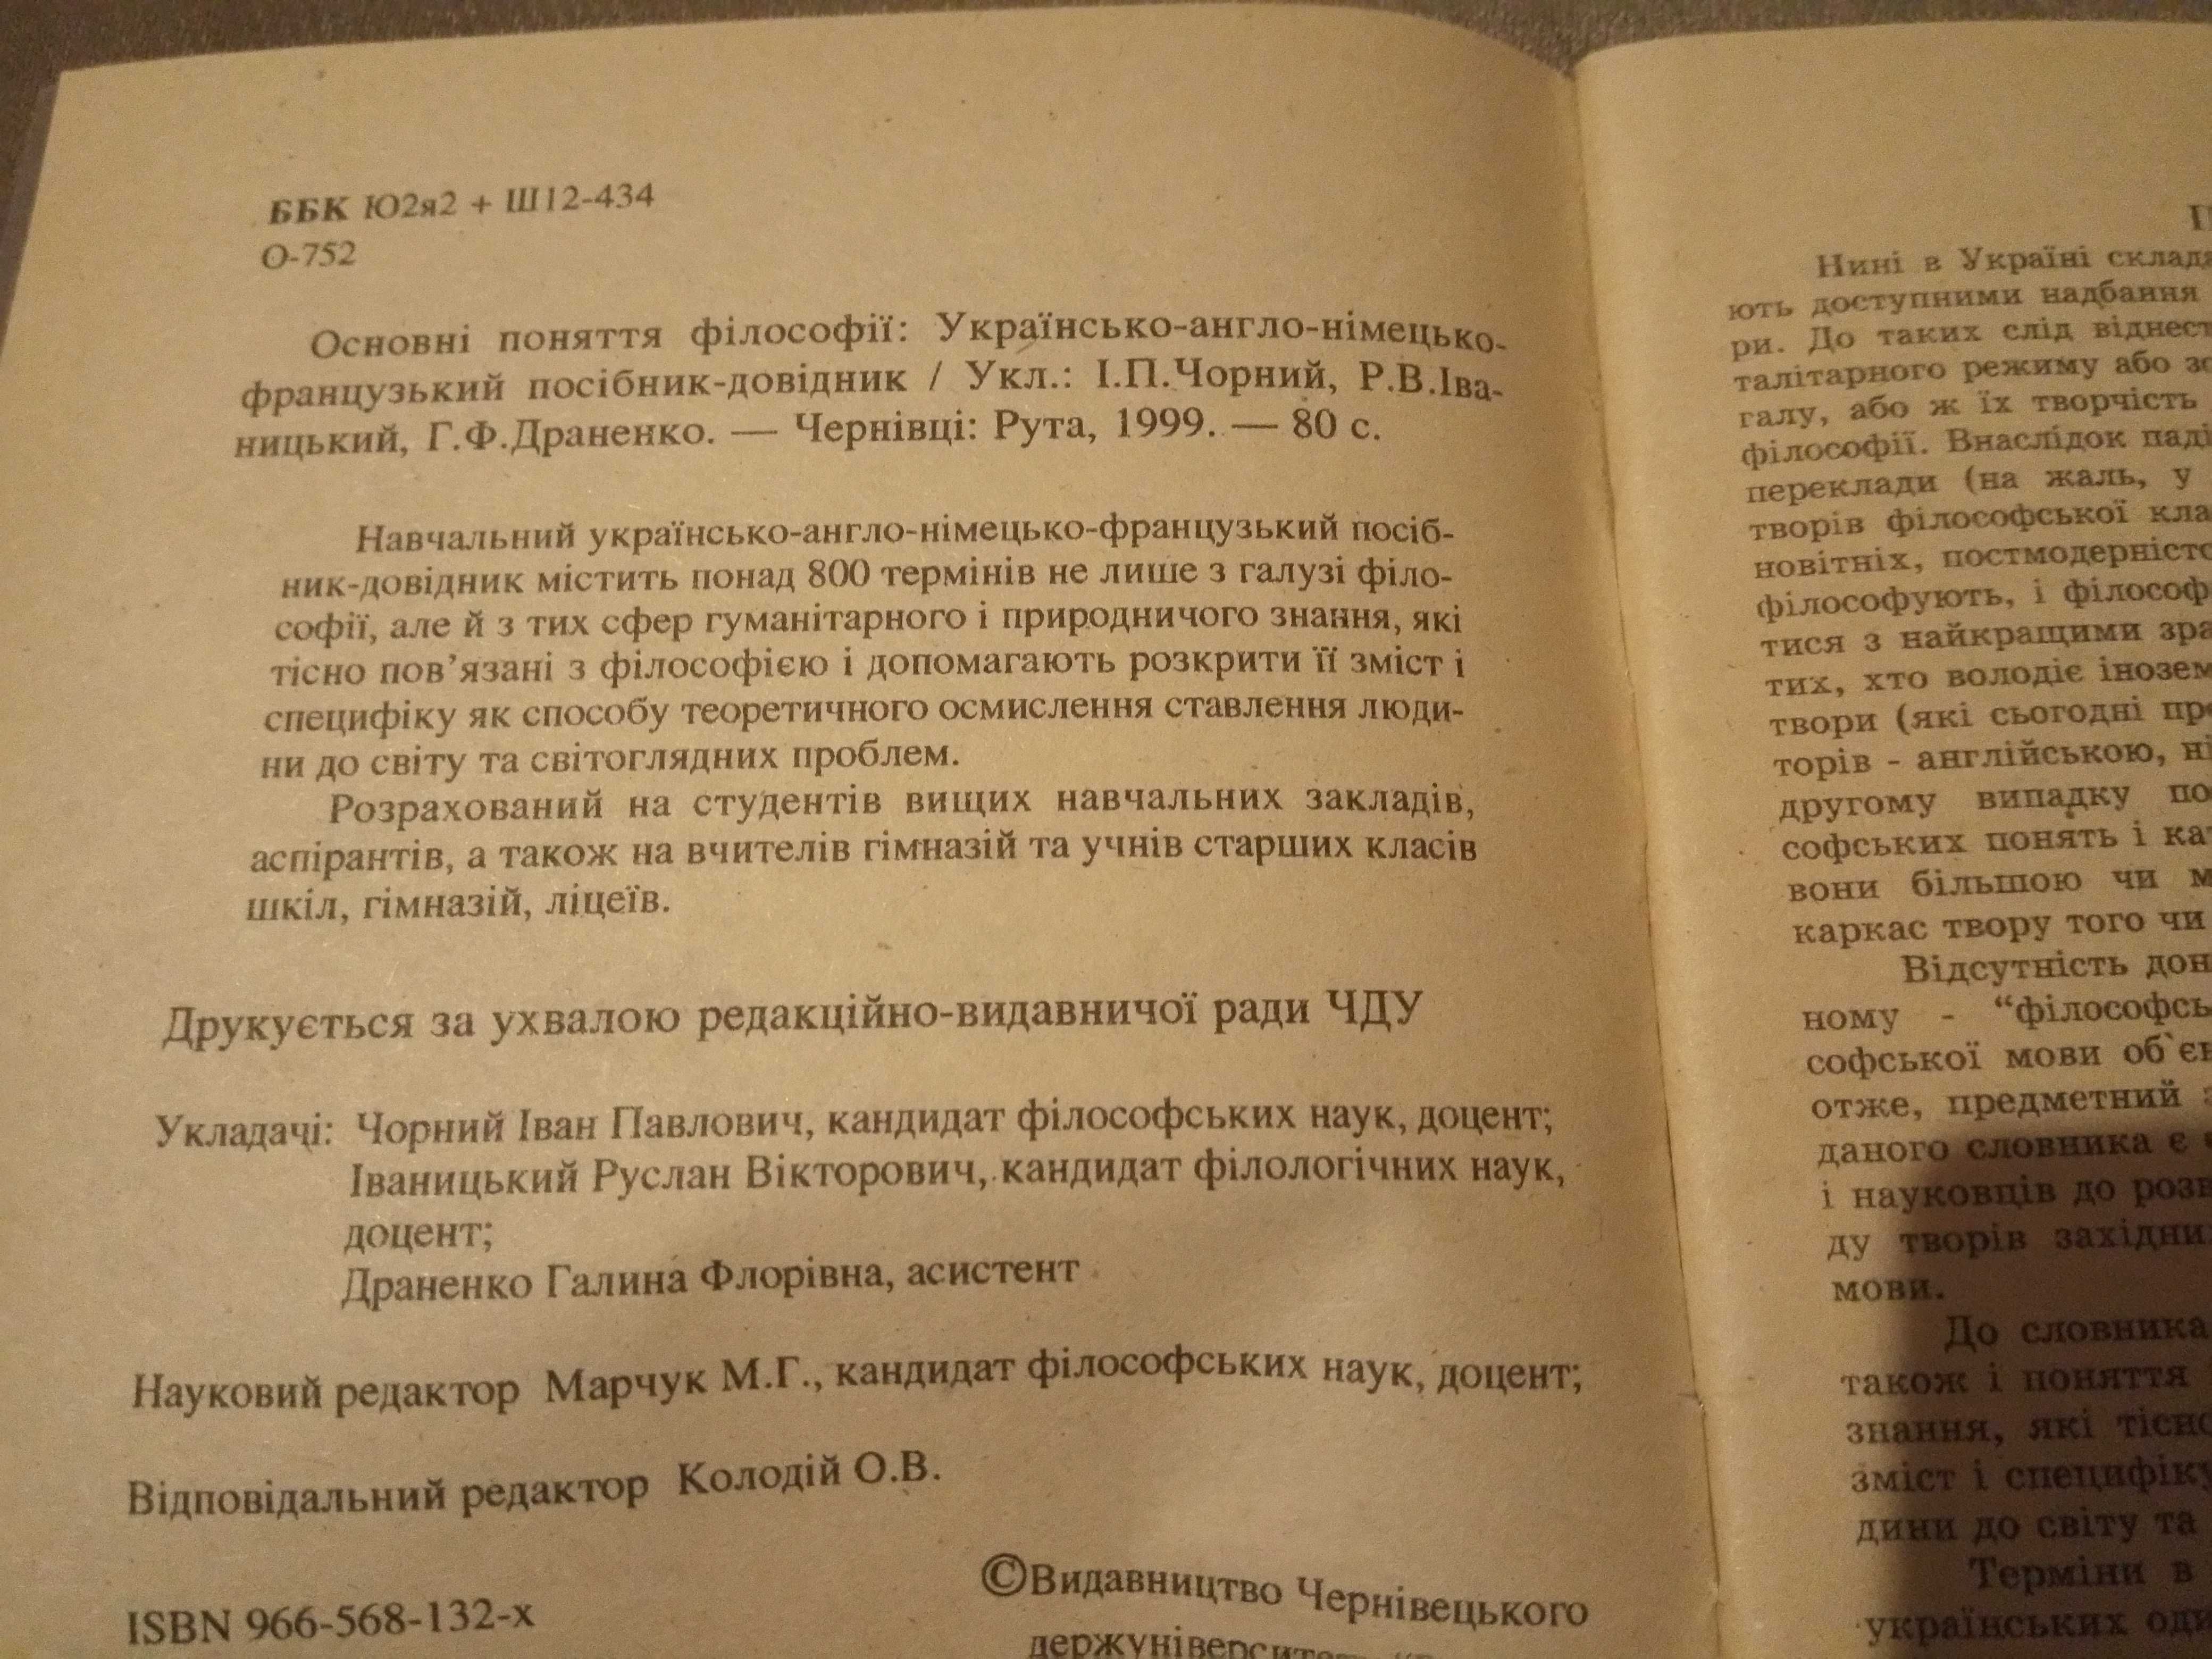 ББК Ю2я2 + Ш12-434
О-752
Основні поняття філософії: Українсько-англо-німецько-
французький посібник-довідник / Укл.: І.П.Чорний, Р.В.Іва-
ницький, Г.Ф.Драненко. — Чернівці: Рута, 1999. — 80 с.
Навчальний українсько-англо-німецько-французький посіб-
ник-довідник містить понад 800 термінів не лише з галузі філо-
софії, але й з тих сфер гуманітарного і природничого знання, які
тісно пов’язані з філософією і допомагають розкрити її зміст і
специфіку як способу теоретичного осмислення ставлення люди-
ни до світу та світоглядних проблем.
Розрахований на студентів вищих навчальних закладів,
аспірантів, а також на вчителів гімназій та учнів старших класів
шкіл, гімназій, ліцеїв.
Друкується за ухвалою редакційно-видавничої ради ЧДУ
Укладачі: Чорний Іван Павлович, кандидат філософських наук, доцент;
Іваницький Руслан Вікторович, кандидат філологічних наук,
доцент;
Драненко Галина Флорівна, асистент
Науковий редактор Марчук М.Г., кандидат філософських наук, доцент;
Відповідальний редактор Колодій О.В.
ISBN 966-568-132-х
©Видавництво Чернівецького
Нині в Україні
ють доступними надбання
ри. До таких слід
талітарного режиму або
галу, або ж їх творчість
філософії. Внаслідок
переклади (на жаль, у
творів філософської
новітніх,
філософують, і
тися з найкращими
тих, хто володіє
твори (які сьогодні
торів - англійською,
другому випадку
софських понять і
вони більшою чи
каркас твору того чи
Відсутність
ному -
софської мови
отже, предметний
даного словника є
і науковців до
ду творів
мови.
До словника
також і поняття
знання, які
зміст і
дини до світу та
Терміни в
українських